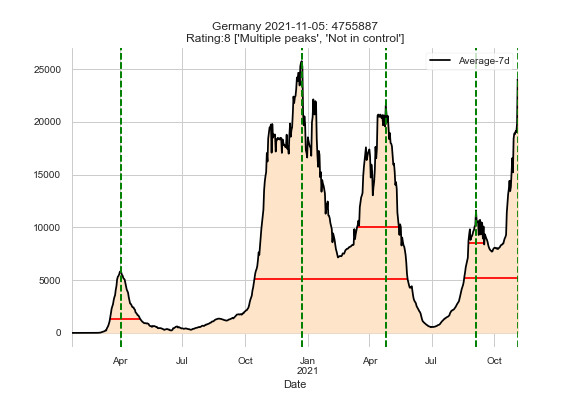 Germany 2021-11-05: 4755887
Rating:8 ['Multiple peaks', 'Not in control']
Average-7d
25000
20000
15000
10000
5000
0
Apr Jul Oct Jan Apr Jul Oct
2021
Date